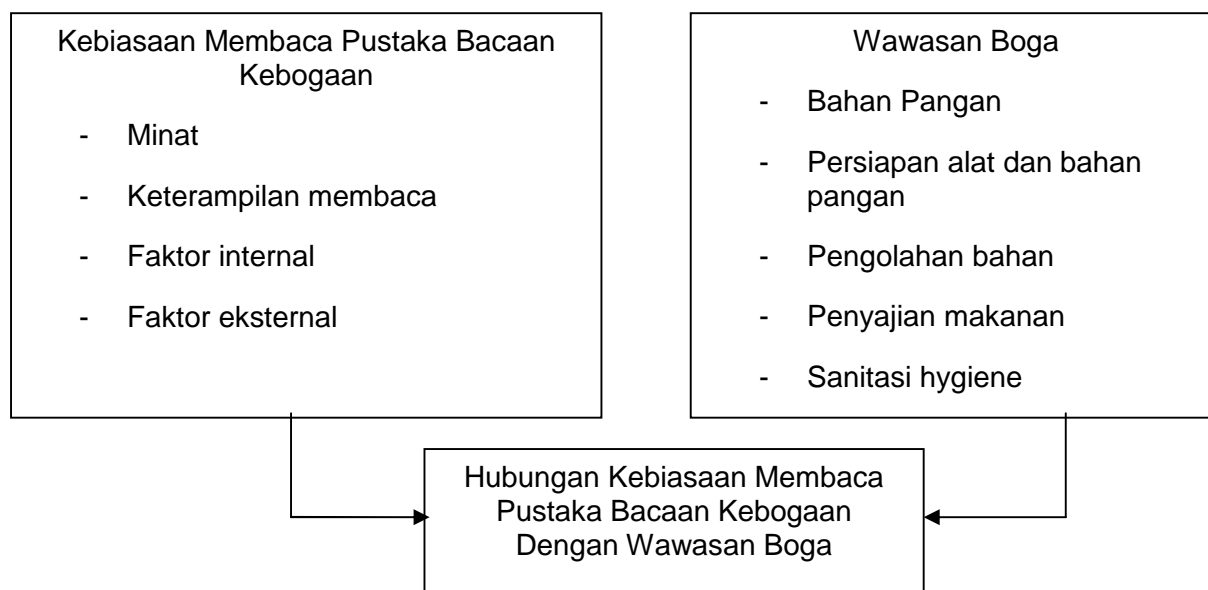 Kebiasaan Membaca Pustaka Bacaan
Kebogaan
- Minat
- Keterampilan membaca
- Faktor internal
- Faktor eksternal
Wawasan Boga
- Bahan Pangan
- Persiapan alat dan bahan
pangan
- Pengolahan bahan
- Penyajian makanan
- Sanitasi hygiene
Hubungan Kebiasaan Membaca
Pustaka Bacaan Kebogaan
Dengan Wawasan Boga